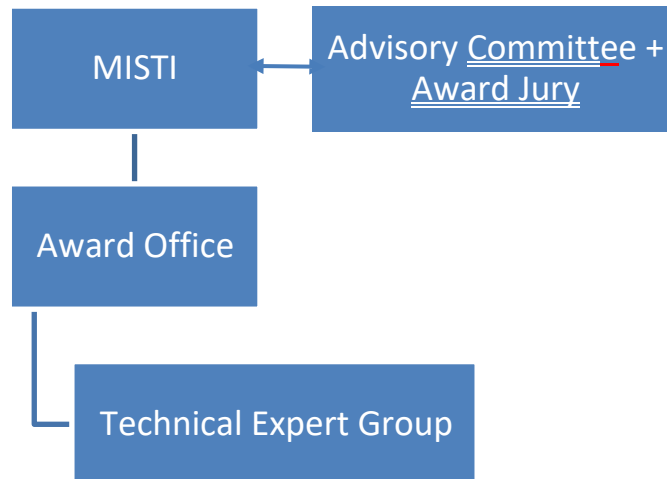 MISTI
Advisory Committee +
Award Jury
Award Office
Technical Expert Group